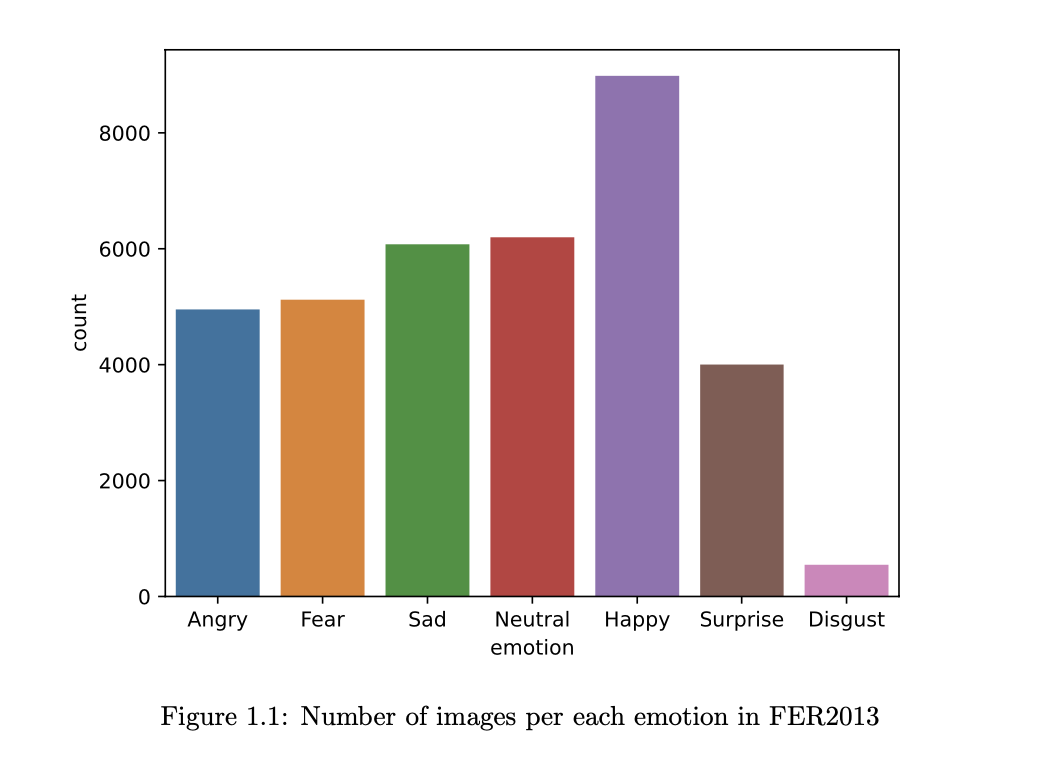 8000
6000
4000
2000
0
count
Angry Fear Sad Neutral Happy Surprise Disgust
emotion
Figure 1.1: Number of images per each emotion in FER2013